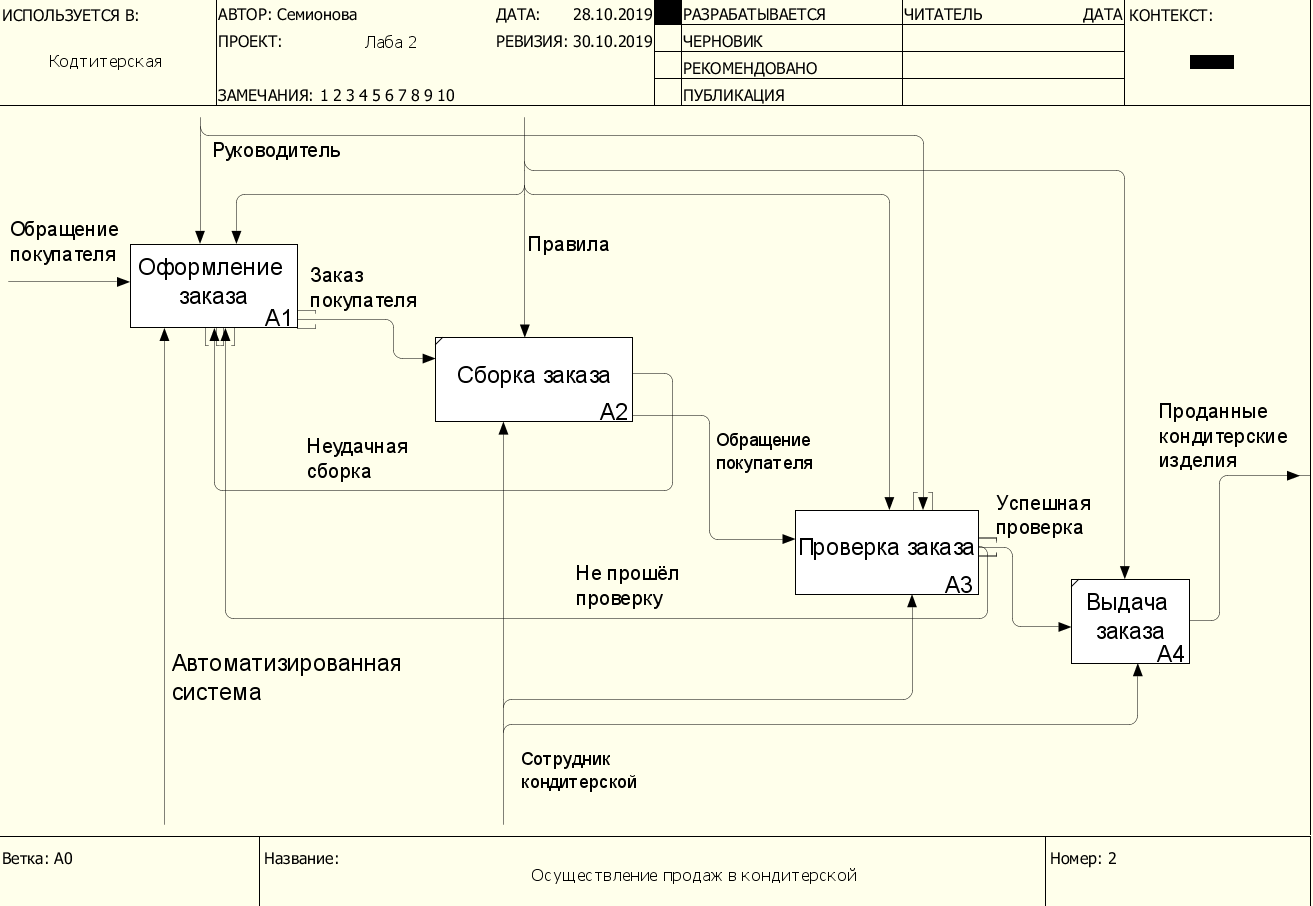 ИСПОЛЬЗУЕТСЯ В:
Кодтитерская
АВТОР: Семионова
ДАТА: 28.10.2019
ПРОЕКТ: Лаба 2
РЕВИЗИЯ: 30.10.2019
ЗАМЕЧАНИЯ: 1 2 3 4 5 6 7 8 9 10
РАЗРАБАТЫВАЕТСЯ
ЧЕРНОВИК
РЕКОМЕНДОВАНО
ПУБЛИКАЦИЯ
ЧИТАТЕЛЬ
ДАТА
КОНТЕКСТ:
Руководитель
Обращение
покупателя
Правила
Оформление
заказа
A1
Заказ
покупателя
Сборка заказа
A2
Неудачная
сборка
Обращение
покупателя
Проданные
кондитерские
изделия
Успешная
проверка
Проверка заказа
A3
Не прошёл
проверку
Выдача
заказа
A4
Автоматизированная
система
Сотрудник
кондитерской
Ветка: A0
Название:
Осуществление продаж в кондитерской
Номер: 2